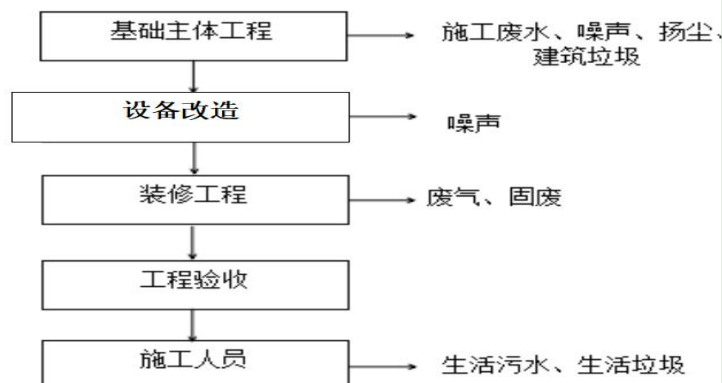 基础主体工程
施工废水、噪声、扬尘、
建筑垃圾
设备改造
噪声
装修工程
废气、固废
工程验收
施工人员
生活污水、生活垃圾